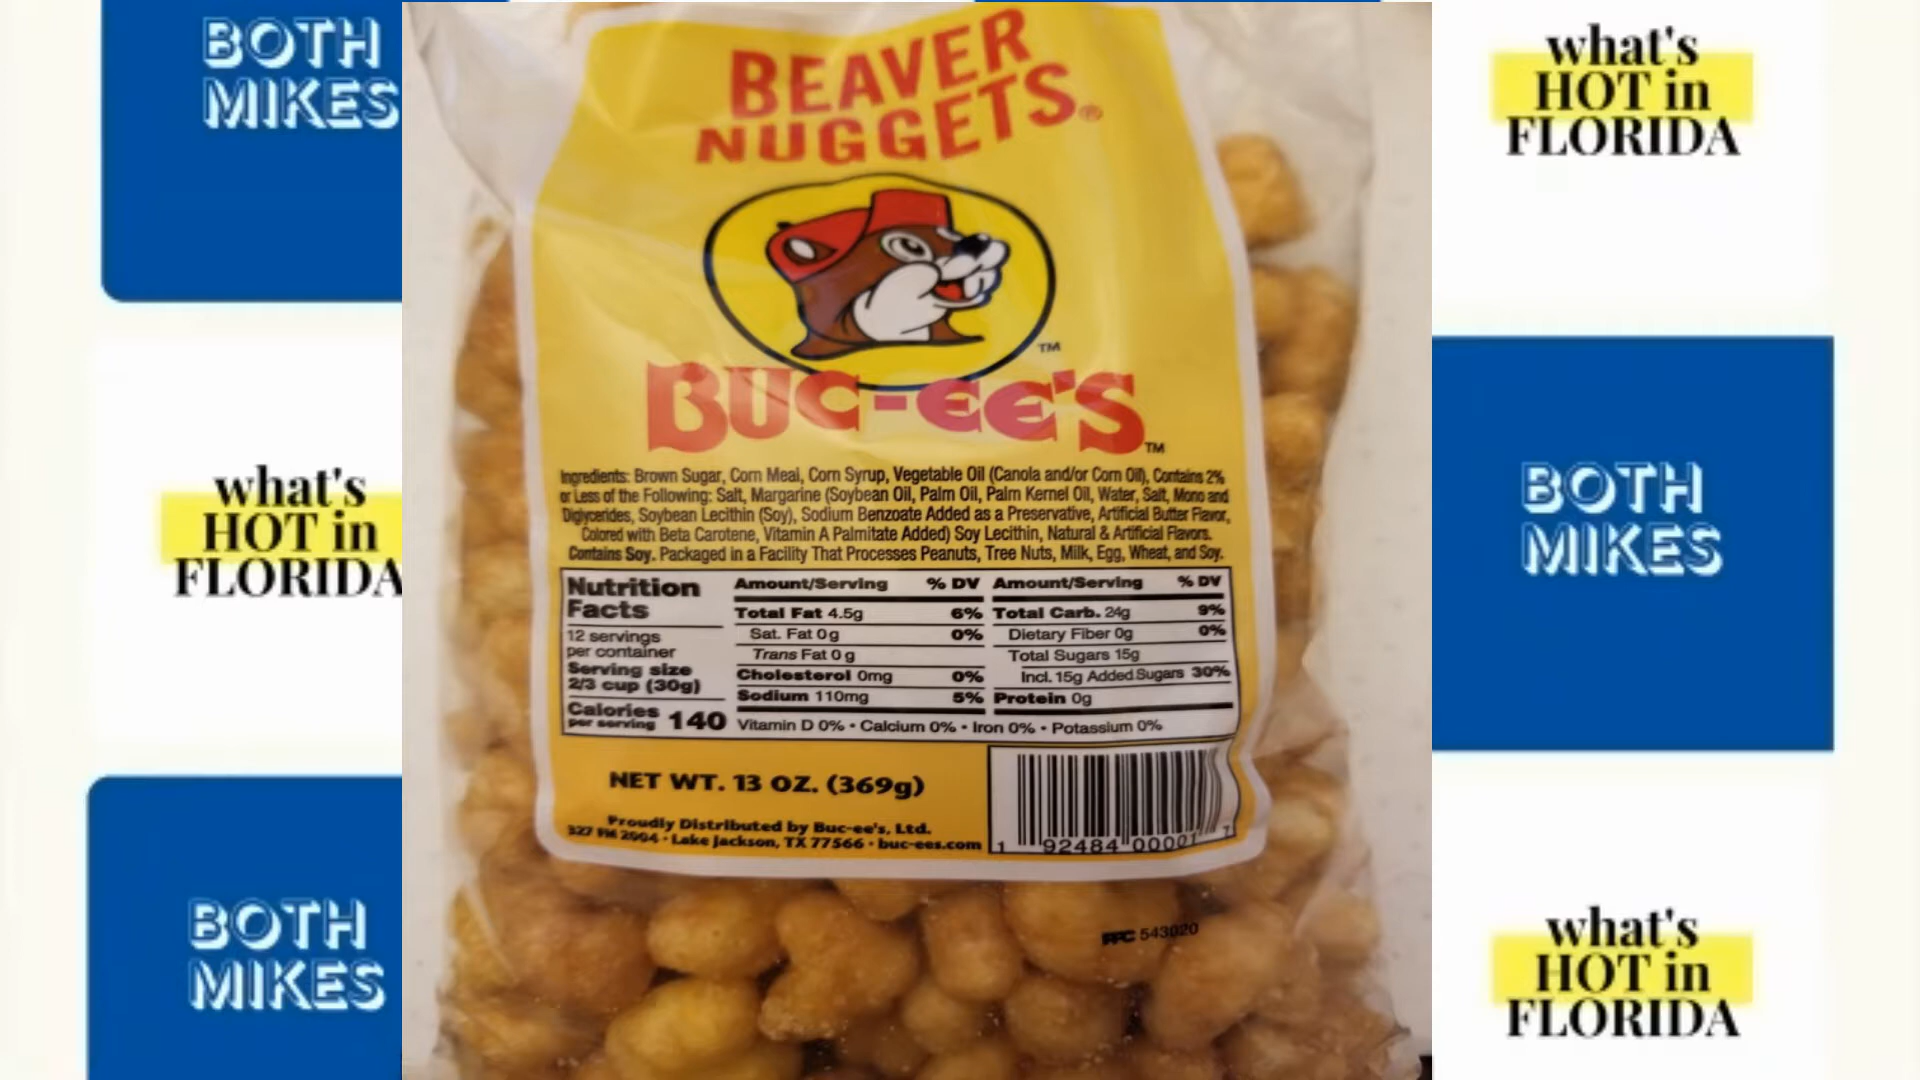 BOTH
MIKES
what's
HOT in
FLORIDA
BOTH
MIKES
BEAVER
NUGGETS®
TM
BUC-EE'S
TM
Ingredients: Brown Sugar, Corn Meal, Corn Syrup, Vegetable Oil (Canola and/or Corn Oil), Contains 2%
or Less of the Following: Salt, Margarine (Soybean Oil, Palm Oil, Palm Kernel Oil, Water, Salt, Mono and
Diglycerides, Soybean Lecithin (Soy), Sodium Benzoate Added as a Preservative, Artificial Butter Flavor,
Colored with Beta Carotene, Vitamin A Palmitate Added) Soy Lecithin, Natural & Artificial Flavors.
Contains Soy. Packaged in a Facility That Processes Peanuts, Tree Nuts, Milk, Egg, Wheat, and Soy.
Nutrition
Facts
12 servings
per container
Serving size
2/3 cup (30g)
Calories
per serving 140
Amount/Serving % DV
Total Fat 4.5g 6%
Sat. Fat 0g 0%
Trans Fat 0 g
Cholesterol 0mg 0%
Sodium 110mg 5%
Amount/Serving % DV
Total Carb. 24g 9%
Dietary Fiber 0g 0%
Total Sugars 15g
Incl. 15g Added Sugars 30%
Protein 0g
Vitamin D 0% • Calcium 0% • Iron 0% • Potassium 0%
NET WT. 13 OZ. (369g)
Proudly Distributed by Buc-ee's, Ltd.
327 FM 2004 • Lake Jackson, TX 77566 • buc-ees.com
1 92484 00001 7
543020
what's
HOT in
FLORIDA
BOTH
MIKES
what's
HOT in
FLORIDA